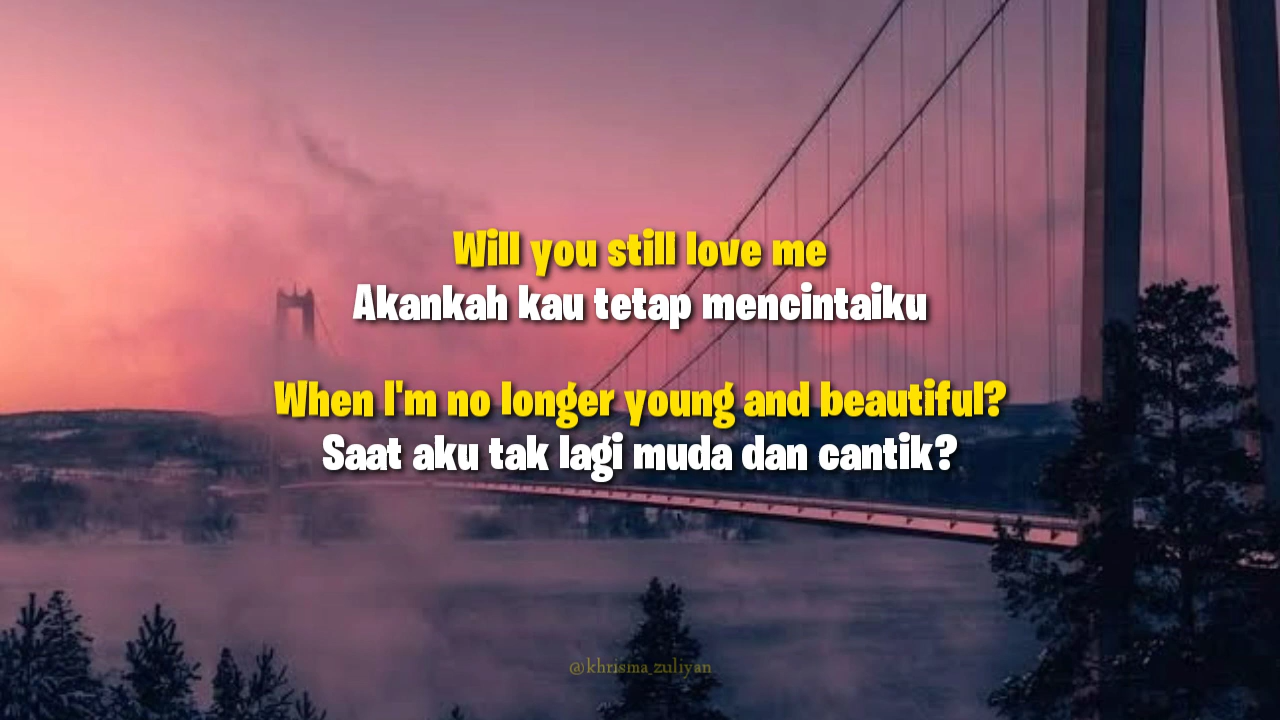 Will you still love me
Akankah kau tetap mencintaiku
When I'm no longer young and beautiful?
Saat aku tak lagi muda dan cantik?
@khrisma_zuliyan